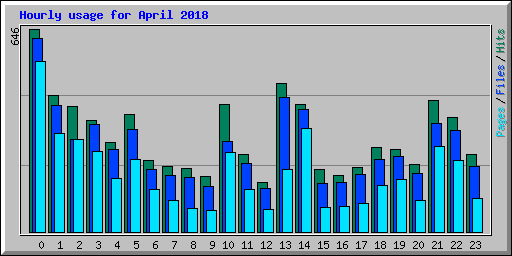 Hourly usage for April 2018
646
Pages/Files/Hits
0 1 2 3 4 5 6 7 8 9 10 11 12 13 14 15 16 17 18 19 20 21 22 23